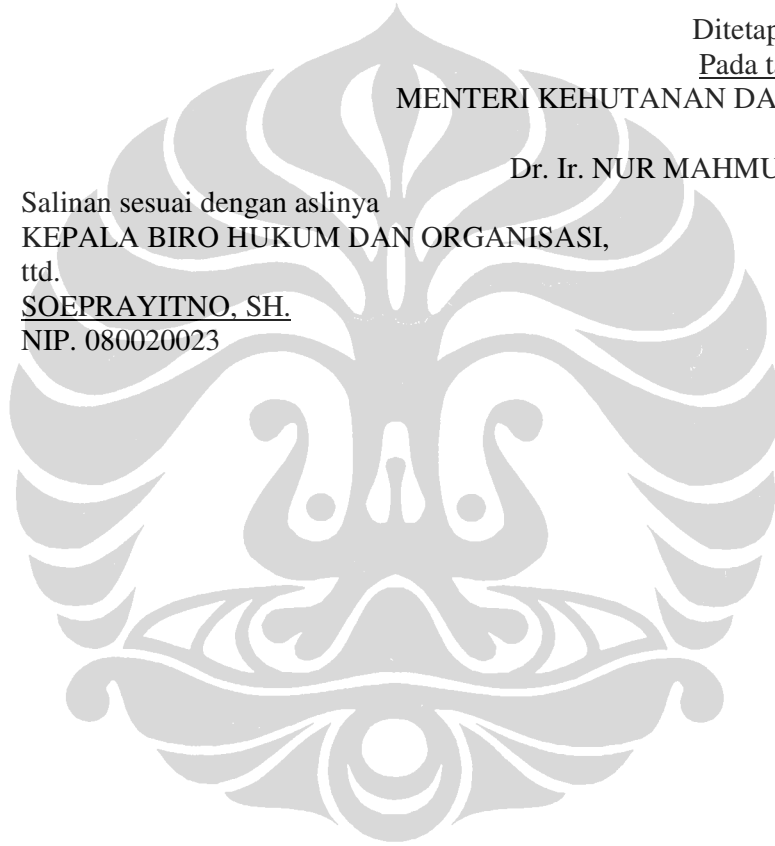 Ditetap
Pada ta
MENTERI KEHUTANAN DA
Dr. Ir. NUR MAHMU
Salinan sesuai dengan aslinya
KEPALA BIRO HUKUM DAN ORGANISASI,
ttd.
SOEPRAYITNO, SH.
NIP. 080020023